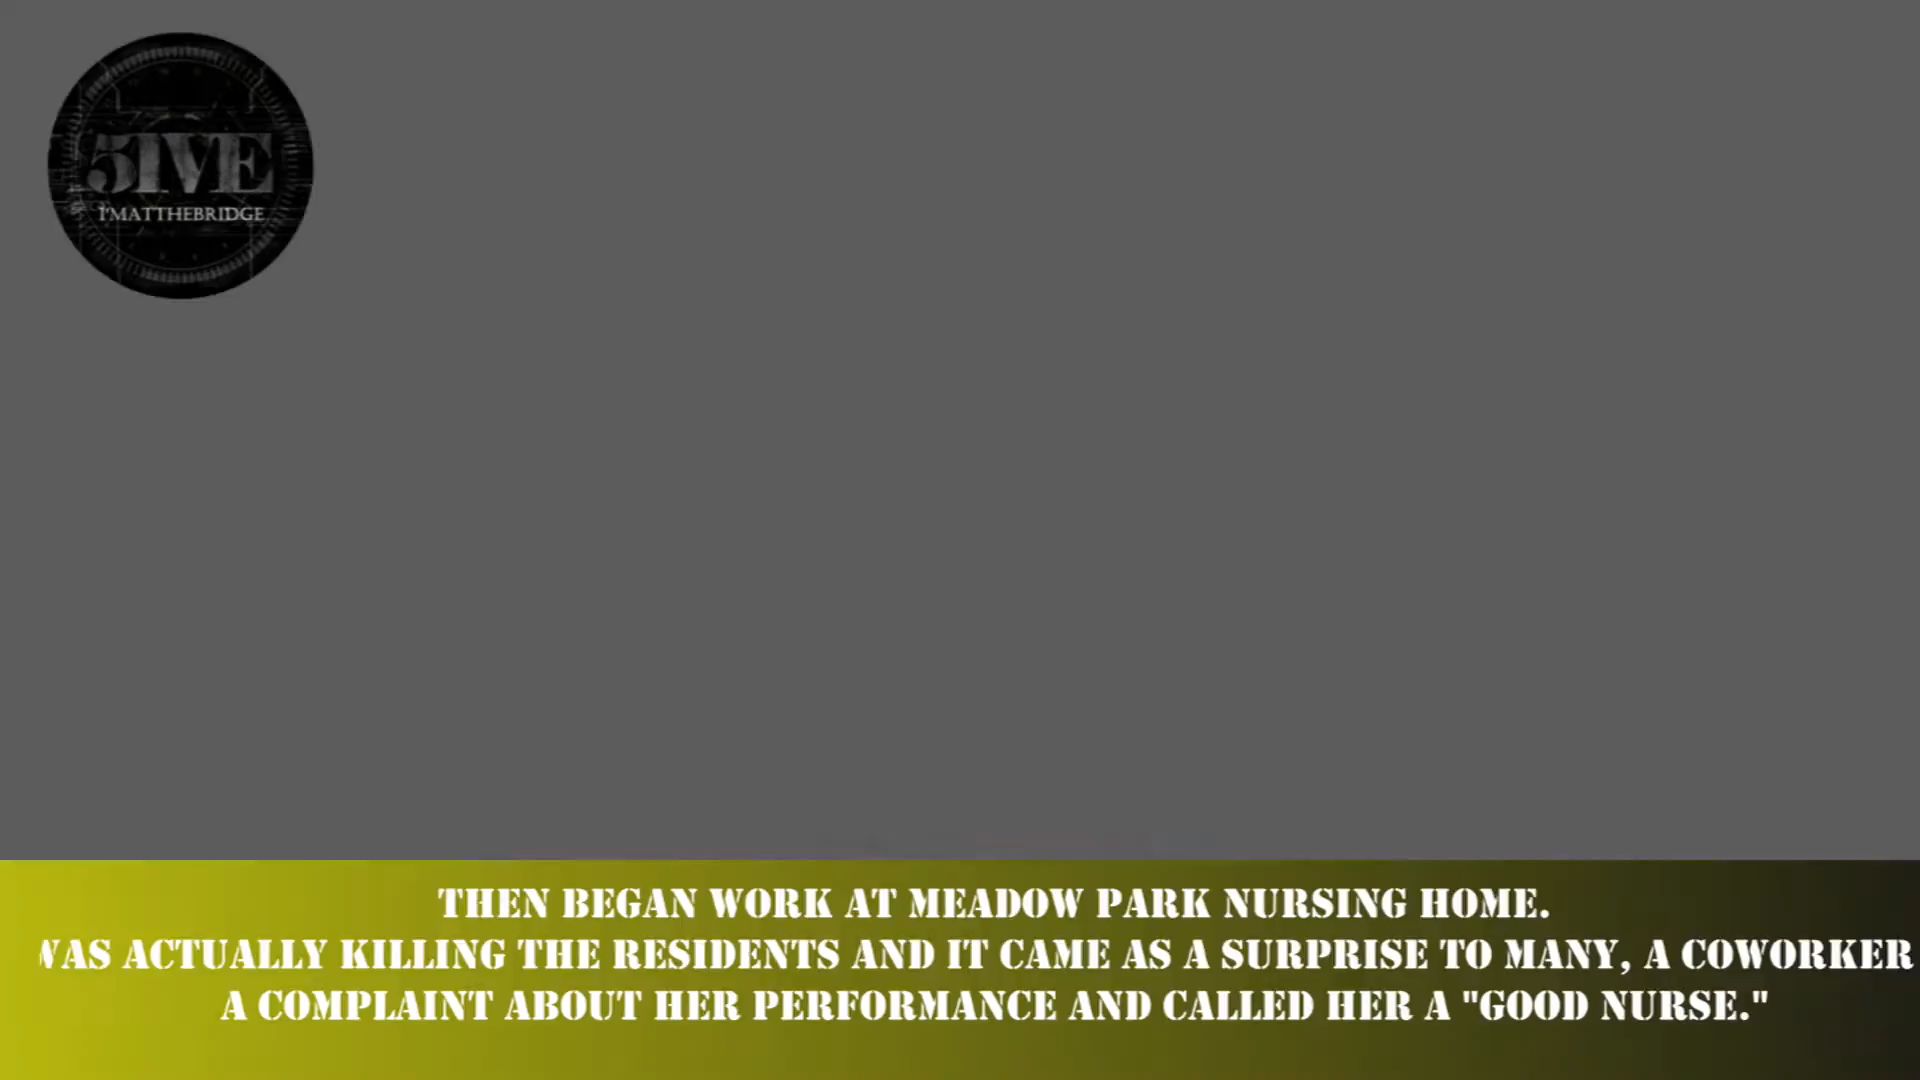 5IVE
I'MATTHEBRIDGE
THEN BEGAN WORK AT MEADOW PARK NURSING HOME.
WAS ACTUALLY KILLING THE RESIDENTS AND IT CAME AS A SURPRISE TO MANY, A COWORKER
A COMPLAINT ABOUT HER PERFORMANCE AND CALLED HER A "GOOD NURSE."